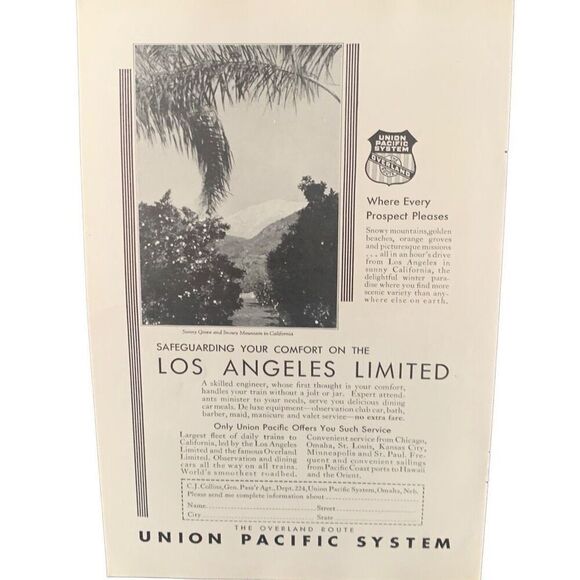 UNION
PACIFIC
SYSTEM
OVERLAND
Where Every
Prospect Pleases
Snowy mountains, golden
beaches, orange groves
and picturesque missions
. . . all in an hour's drive
from Los Angeles in
sunny California, the
delightful winter para-
dise where you find more
scenic variety than any-
where else on earth.
Sunny Grove and Snowy Mountain in California
SAFEGUARDING YOUR COMFORT ON THE
LOS ANGELES LIMITED
A skilled engineer, whose first thought is your comfort,
handles your train without a jolt or jar. Expert attend-
ants minister to your needs, serve you delicious dining
car meals. De luxe equipment—observation club car, bath,
barber, maid, manicure and valet service—no extra fare.
Only Union Pacific Offers You Such Service
Largest fleet of daily trains to
California, led by the Los Angeles
Limited and the famous Overland
Limited. Observation and dining
cars all the way on all trains.
World's smoothest roadbed.
Convenient service from Chicago,
Omaha, St. Louis, Kansas City,
Minneapolis and St. Paul. Fre-
quent and convenient sailings
from Pacific Coast ports to Hawaii
and the Orient.
C. J. Collins, Gen. Pass'r Agt., Dept. 224, Union Pacific System, Omaha, Neb.
Please send me complete information about
Name Street
City State
THE OVERLAND ROUTE
UNION PACIFIC SYSTEM